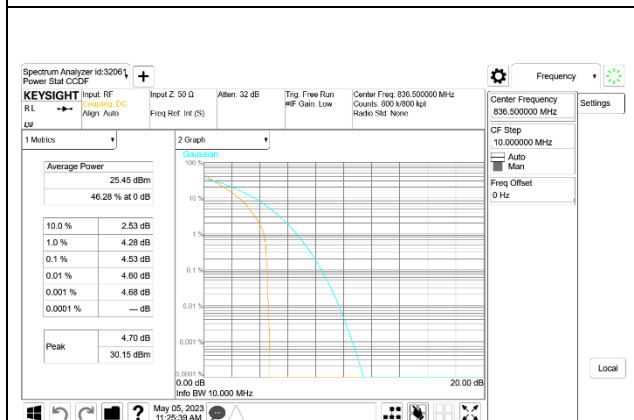 Spectrum Analyzer id:32061
Power Stat CCDF
Frequency
KEYSIGHT
RL
Input: RF
Coupling: DC
Align: Auto
Input Z: 50 Ω
Freq Ref: Int (S)
Atten: 32 dB
Trig: Free Run
#IF Gain: Low
Center Freq: 836.500000 MHz
Counts: 800 k/800 kpt
Radio Std: None
1 Metrics
Average Power
25.45 dBm
46.28 % at 0 dB
10.0 % 2.53 dB
1.0 % 4.28 dB
0.1 % 4.53 dB
0.01 % 4.60 dB
0.001 % 4.68 dB
0.0001 % --- dB
Peak
4.70 dB
30.15 dBm
2 Graph
Gaussian
100 %
10 %
1 %
0.1 %
0.01 %
0.001 %
0.0001 %
0.00 dB 20.00 dB
Info BW 10.000 MHz
Center Frequency
836.500000 MHz
CF Step
10.000000 MHz
Auto
Man
Freq Offset
0 Hz
Settings
Local
May 05, 2023
11:25:39 AM